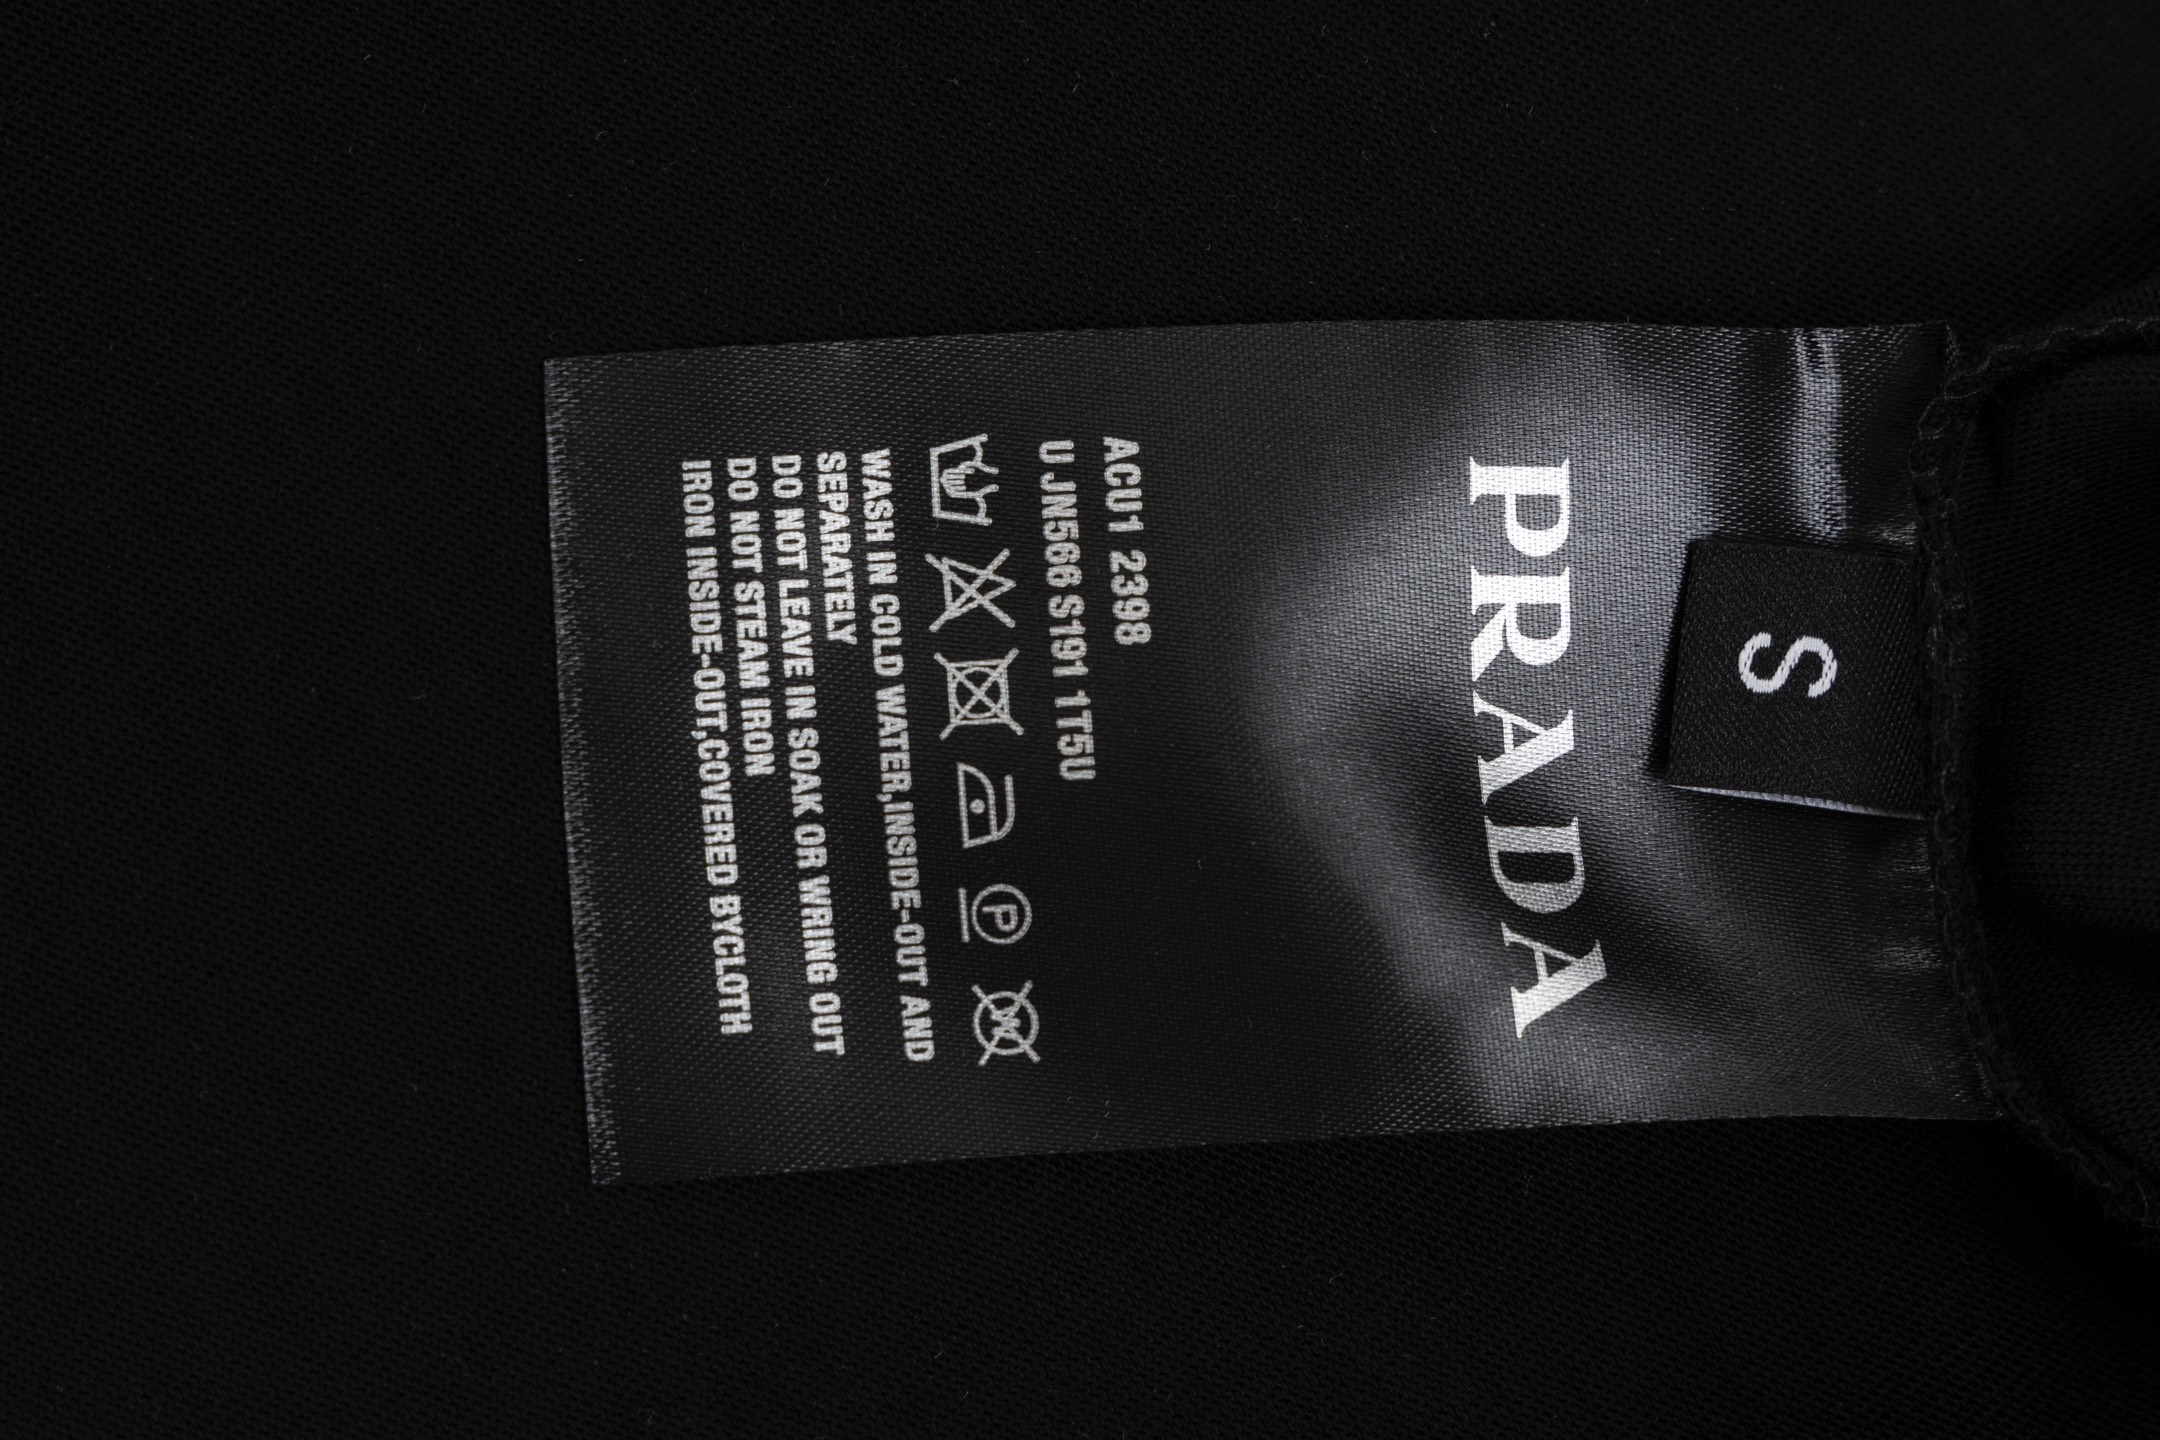 S
PRADA
ACU1 2398
UJN566 S191 1T5U
P
W
WASH IN COLD WATER,INSIDE-OUT AND
SEPARATELY
DO NOT LEAVE IN SOAK OR WRING OUT
DO NOT STEAM IRON
IRON INSIDE-OUT,COVERED BYCLOTH